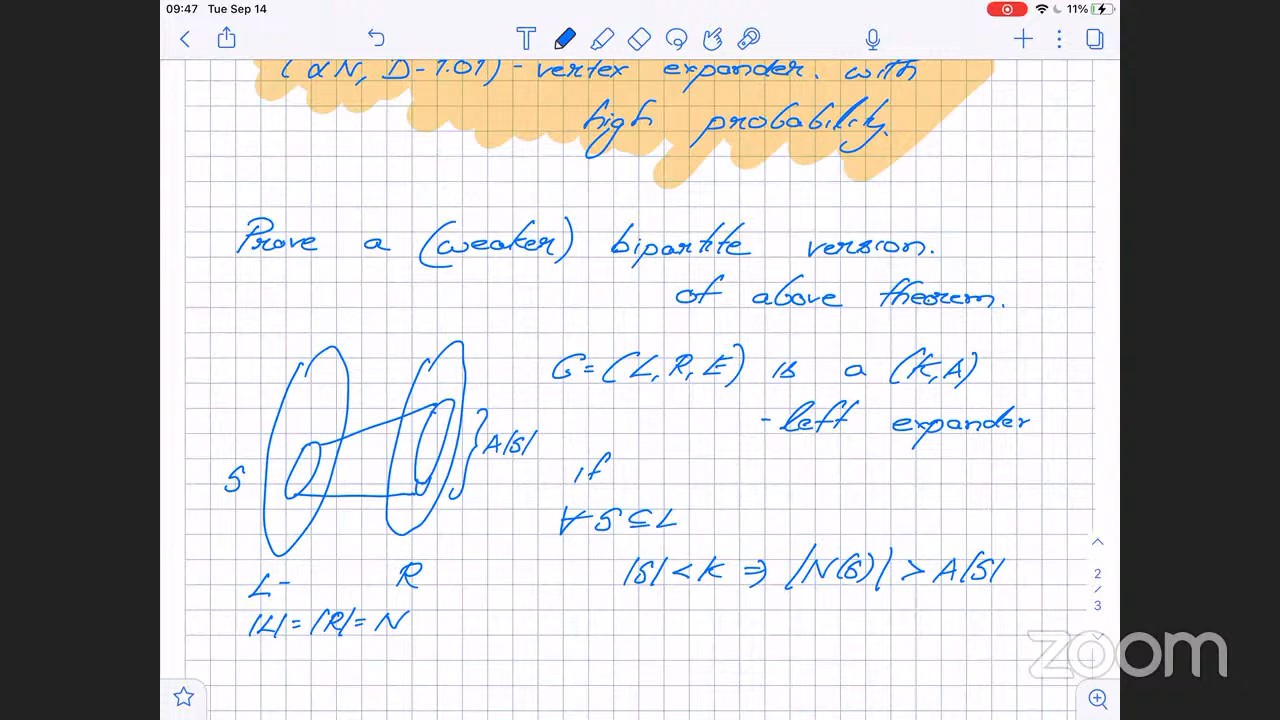 09:47 Tue Sep 14
11%
(αN, D-1.01) - vertex expander. with
high probability.
Prove a (weaker) bipartite version.
of above theorem.
G = (L, R, E) is a (K, A)
- left expander
S
A|S|
if
∀ S ⊆ L
L
R
|S| < K ⇒ |N(S)| > A|S|
|L| = |R| = N
2
/
3
zoom